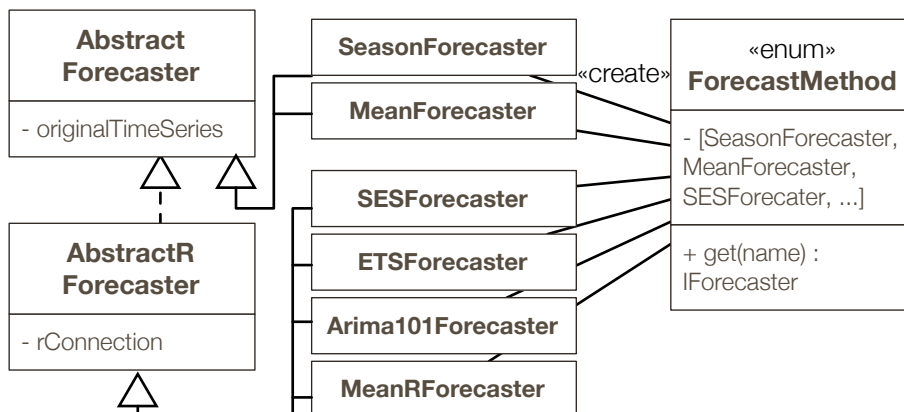 Abstract
Forecaster
- originalTimeSeries
AbstractR
Forecaster
- rConnection
SeasonForecaster
MeanForecaster
SESForecaster
ETSForecaster
Arima101Forecaster
MeanRForecaster
«create»
«enum»
ForecastMethod
- [SeasonForecaster,
MeanForecaster,
SESForecater, ...]
+ get(name) :
IForecaster